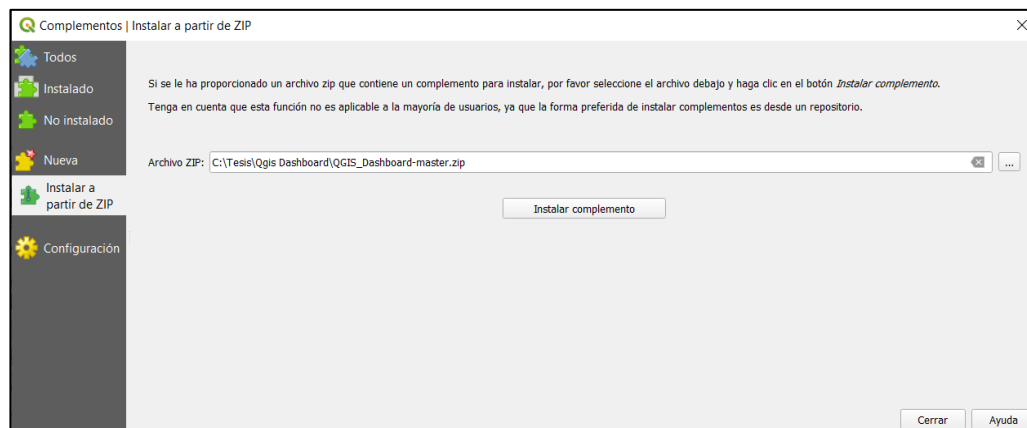 Complementos | Instalar a partir de ZIP
Todos
Instalado
No instalado
Nueva
Instalar a
partir de ZIP
Configuración
Si se le ha proporcionado un archivo zip que contiene un complemento para instalar, por favor seleccione el archivo debajo y haga clic en el botón Instalar complemento.
Tenga en cuenta que esta función no es aplicable a la mayoría de usuarios, ya que la forma preferida de instalar complementos es desde un repositorio.
Archivo ZIP: C:\Tesis\Qgis Dashboard\QGIS_Dashboard-master.zip
...
Instalar complemento
Cerrar
Ayuda